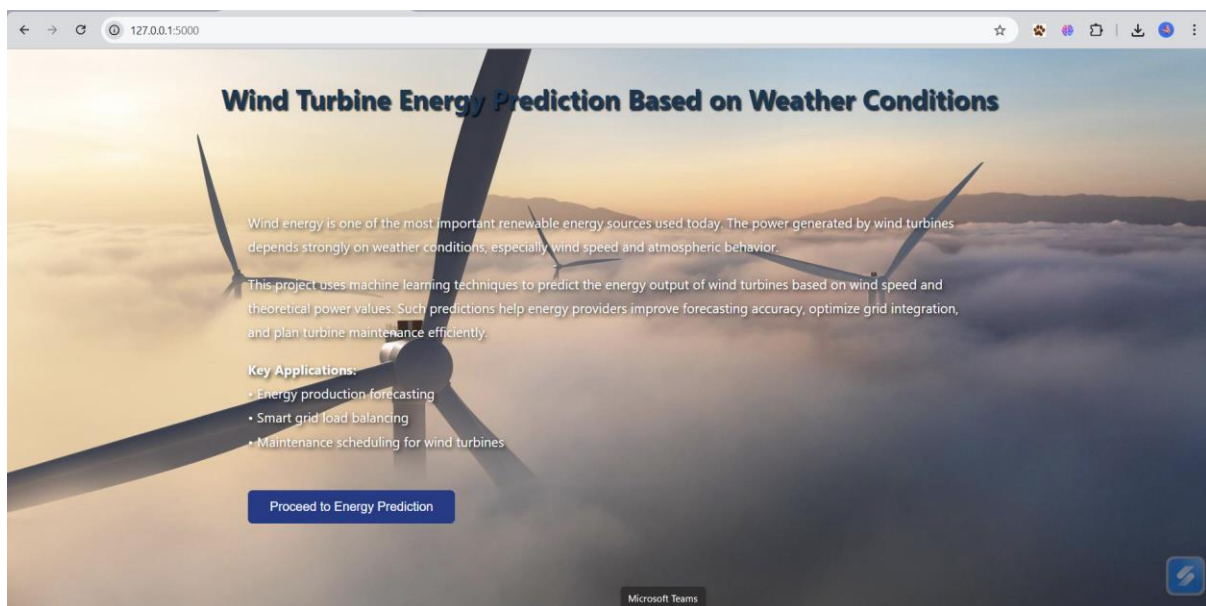 127.0.0.1:5000
Wind Turbine Energy Prediction Based on Weather Conditions
Wind energy is one of the most important renewable energy sources used today. The power generated by wind turbines
depends strongly on weather conditions, especially wind speed and atmospheric behavior.
This project uses machine learning techniques to predict the energy output of wind turbines based on wind speed and
theoretical power values. Such predictions help energy providers improve forecasting accuracy, optimize grid integration,
and plan turbine maintenance efficiently.
Key Applications:
• Energy production forecasting
• Smart grid load balancing
• Maintenance scheduling for wind turbines
Proceed to Energy Prediction
Microsoft Teams